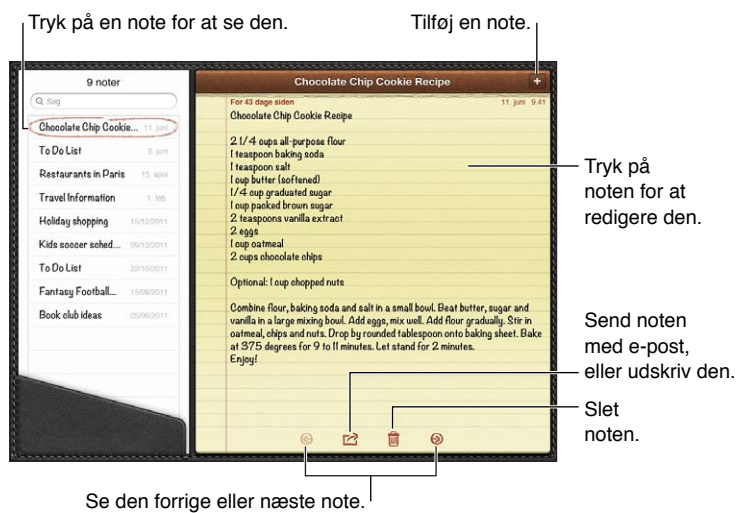 Tryk på en note for at se den.
Tilføj en note.
9 noter
Søg
Chocolate Chip Cookie... 11. juni
To Do List 5. juni
Restaurants in Paris 13. april
Travel Information 1. feb.
Holiday shopping 15/12/2011
Kids soccer sched... 09/12/2011
To Do List 22/10/2011
Fantasy Football... 15/08/2011
Book club ideas 05/06/2011
Chocolate Chip Cookie Recipe
+
For 43 dage siden 11. juni 9.41
Chocolate Chip Cookie Recipe
2 1/4 cups all-purpose flour
1 teaspoon baking soda
1 teaspoon salt
1 cup butter (softened)
1/4 cup graduated sugar
1 cup packed brown sugar
2 teaspoons vanilla extract
2 eggs
1 cup oatmeal
2 cups chocolate chips
Optional: 1 cup chopped nuts
Combine flour, baking soda and salt in a small bowl. Beat butter, sugar and
vanilla in a large mixing bowl. Add eggs, mix well. Add flour gradually. Stir in
oatmeal, chips and nuts. Drop by rounded tablespoon onto baking sheet. Bake
at 375 degrees for 9 to 11 minutes. Let stand for 2 minutes.
Enjoy!
Tryk på
noten for at
redigere den.
Send noten
med e-post,
eller udskriv den.
Slet
noten.
Se den forrige eller næste note.